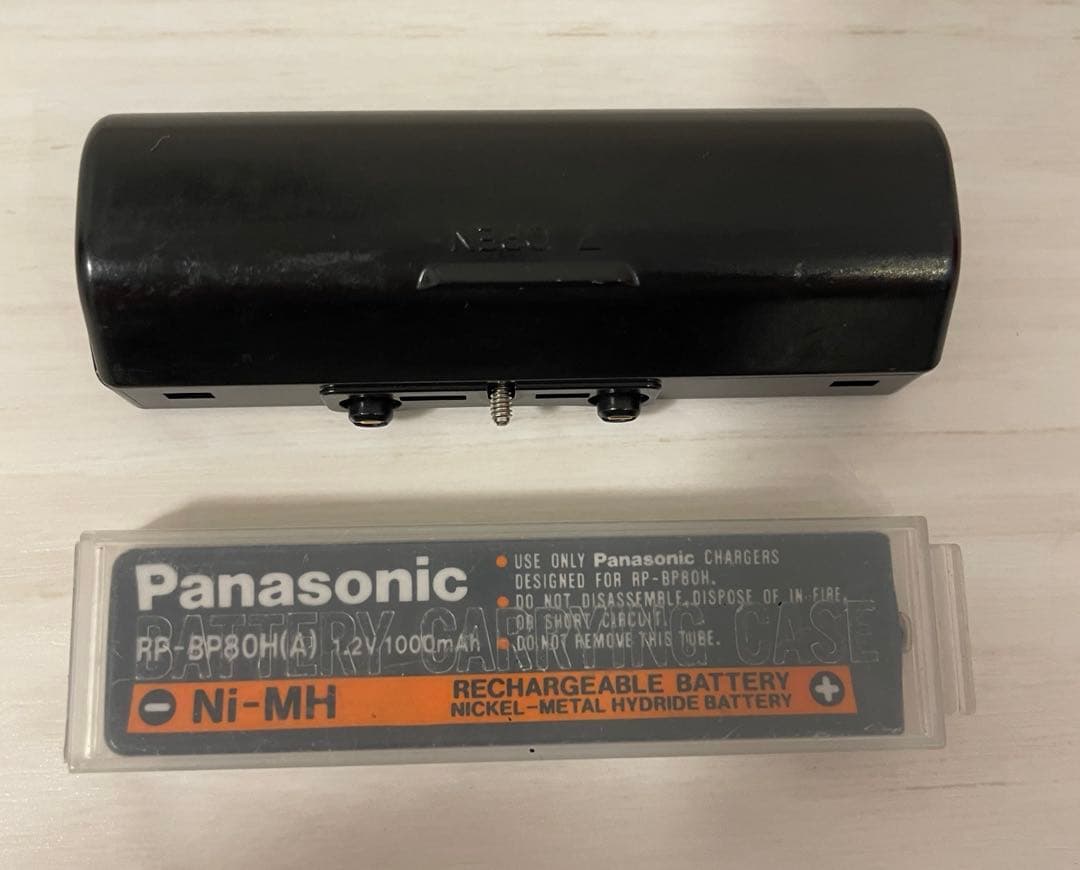 OPEN
Panasonic
RP-BP80H(A) 1.2V 1000mAh
• USE ONLY Panasonic CHARGERS
DESIGNED FOR RP-BP80H.
• DO NOT DISASSEMBLE, DISPOSE OF IN FIRE,
OR SHORT CIRCUIT.
• DO NOT REMOVE THIS TUBE.
BATTERY CARRYING CASE
⊖ Ni-MH
RECHARGEABLE BATTERY
NICKEL-METAL HYDRIDE BATTERY
⊕